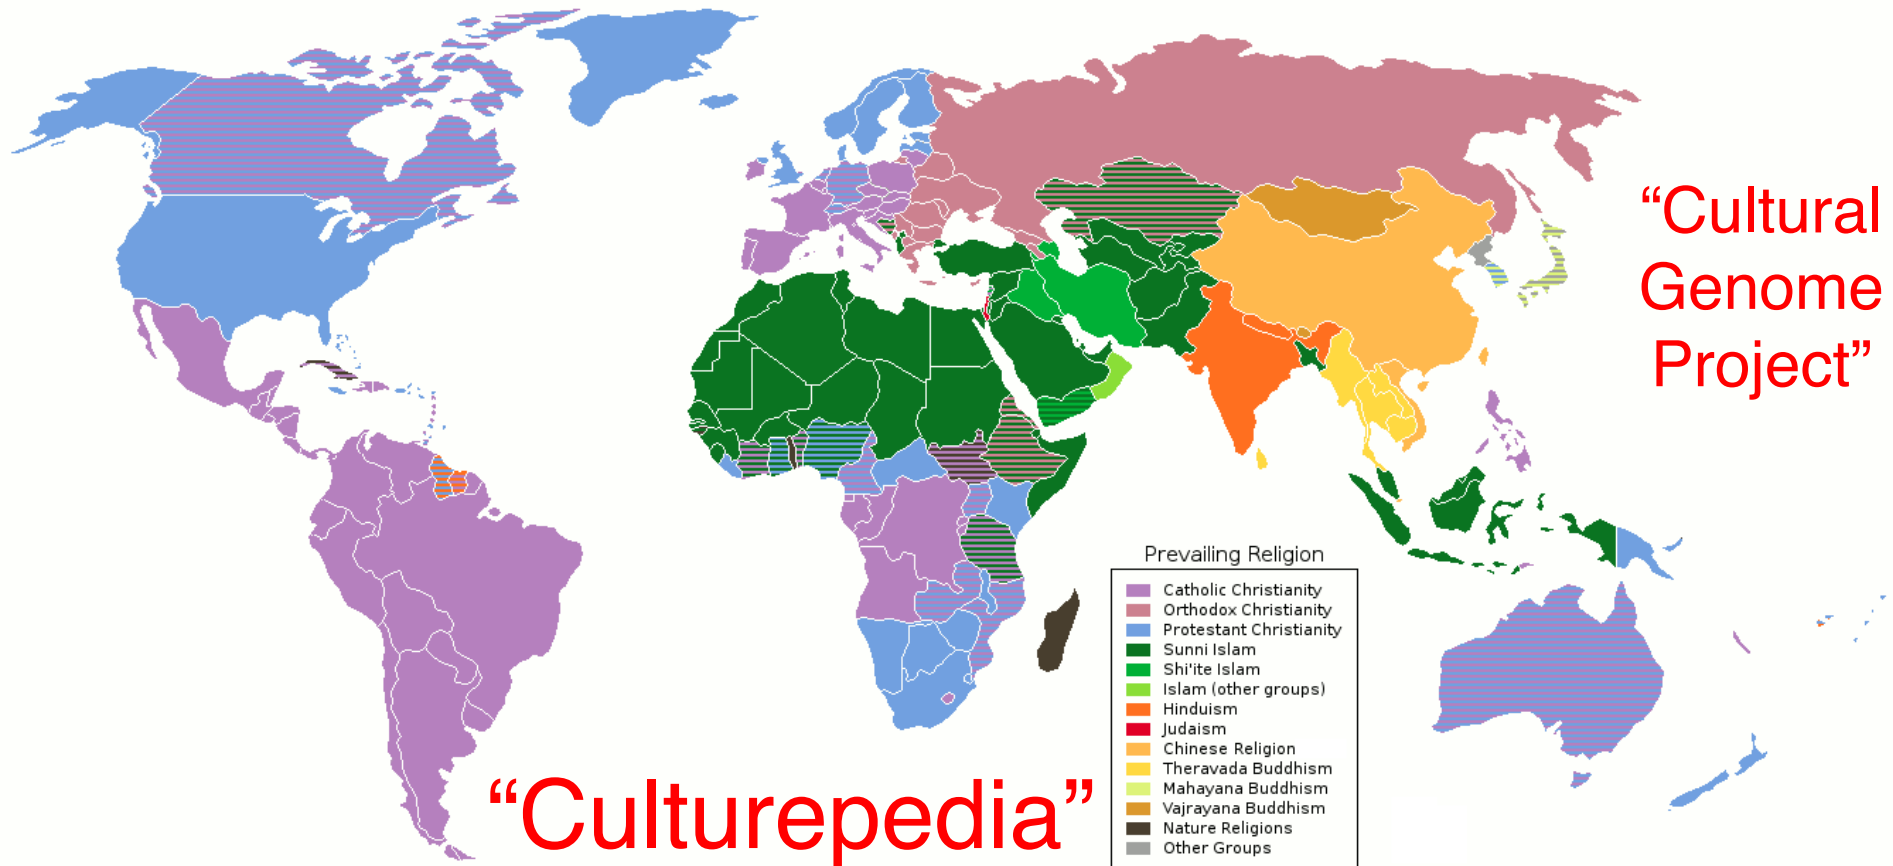 “Cultural
Genome
Project”
Prevailing Religion
Catholic Christianity
Orthodox Christianity
Protestant Christianity
Sunni Islam
Shi'ite Islam
Islam (other groups)
Hinduism
Judaism
Chinese Religion
Theravada Buddhism
Mahayana Buddhism
Vajrayana Buddhism
Nature Religions
Other Groups
“Culturepedia”